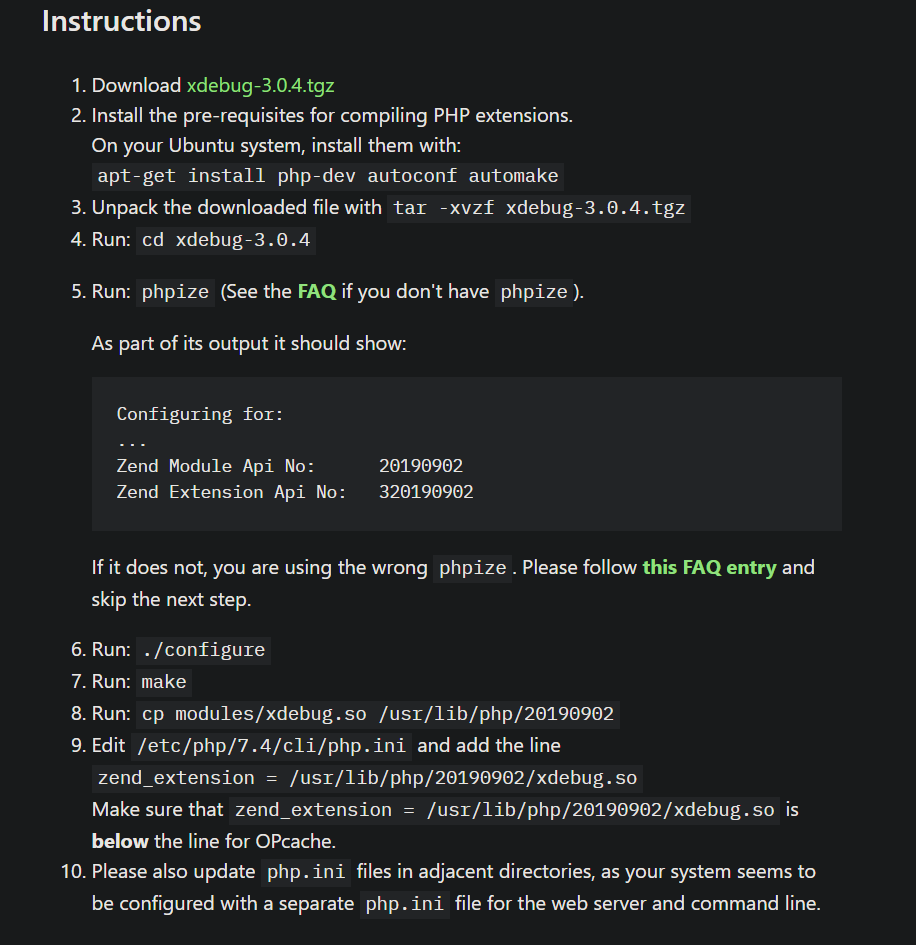 Instructions
1. Download xdebug-3.0.4.tgz
2. Install the pre-requisites for compiling PHP extensions.
On your Ubuntu system, install them with:
apt-get install php-dev autoconf automake
3. Unpack the downloaded file with tar -xvzf xdebug-3.0.4.tgz
4. Run: cd xdebug-3.0.4
5. Run: phpize (See the FAQ if you don't have phpize).
As part of its output it should show:
Configuring for:
...
Zend Module Api No:      20190902
Zend Extension Api No:   320190902
If it does not, you are using the wrong phpize. Please follow this FAQ entry and
skip the next step.
6. Run: ./configure
7. Run: make
8. Run: cp modules/xdebug.so /usr/lib/php/20190902
9. Edit /etc/php/7.4/cli/php.ini and add the line
zend_extension = /usr/lib/php/20190902/xdebug.so
Make sure that zend_extension = /usr/lib/php/20190902/xdebug.so is
below the line for OPcache.
10. Please also update php.ini files in adjacent directories, as your system seems to
be configured with a separate php.ini file for the web server and command line.